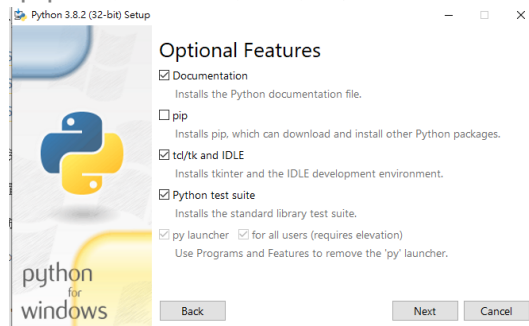 Python 3.8.2 (32-bit) Setup
Optional Features
Documentation
Installs the Python documentation file.
pip
Installs pip, which can download and install other Python packages.
tcl/tk and IDLE
Installs tkinter and the IDLE development environment.
Python test suite
Installs the standard library test suite.
py launcher for all users (requires elevation)
Use Programs and Features to remove the 'py' launcher.
python
for
windows
Back Next Cancel